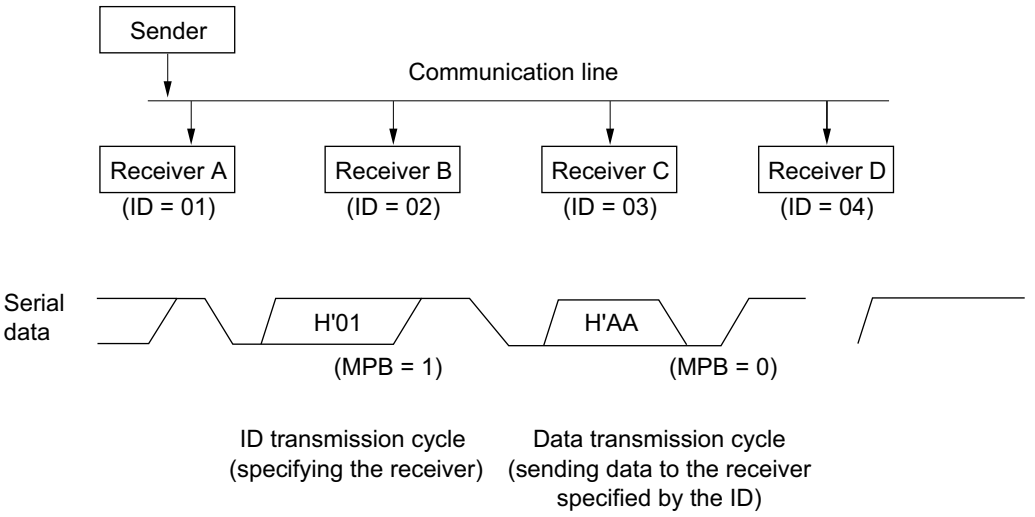 Sender
Communication line
Receiver A
Receiver B
Receiver C
Receiver D
(ID = 01)
(ID = 02)
(ID = 03)
(ID = 04)
Serial
data
H'01
H'AA
(MPB = 1)
(MPB = 0)
ID transmission cycle
(specifying the receiver)
Data transmission cycle
(sending data to the receiver
specified by the ID)